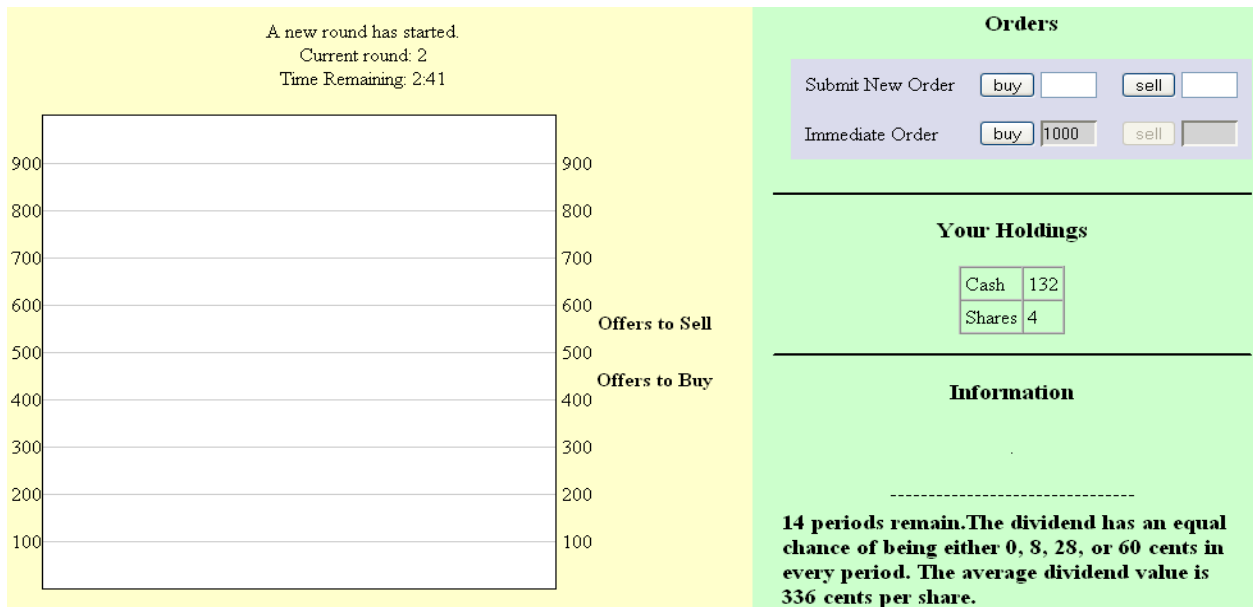 A new round has started.
Current round: 2
Time Remaining: 2:41
900
800
700
600
500
400
300
200
100
900
800
700
600
500
400
300
200
100
Offers to Sell
Offers to Buy
Orders
Submit New Order buy sell
Immediate Order buy 1000 sell
Your Holdings
Cash 132
Shares 4
Information
.
--------------------------------
14 periods remain.The dividend has an equal
chance of being either 0, 8, 28, or 60 cents in
every period. The average dividend value is
336 cents per share.